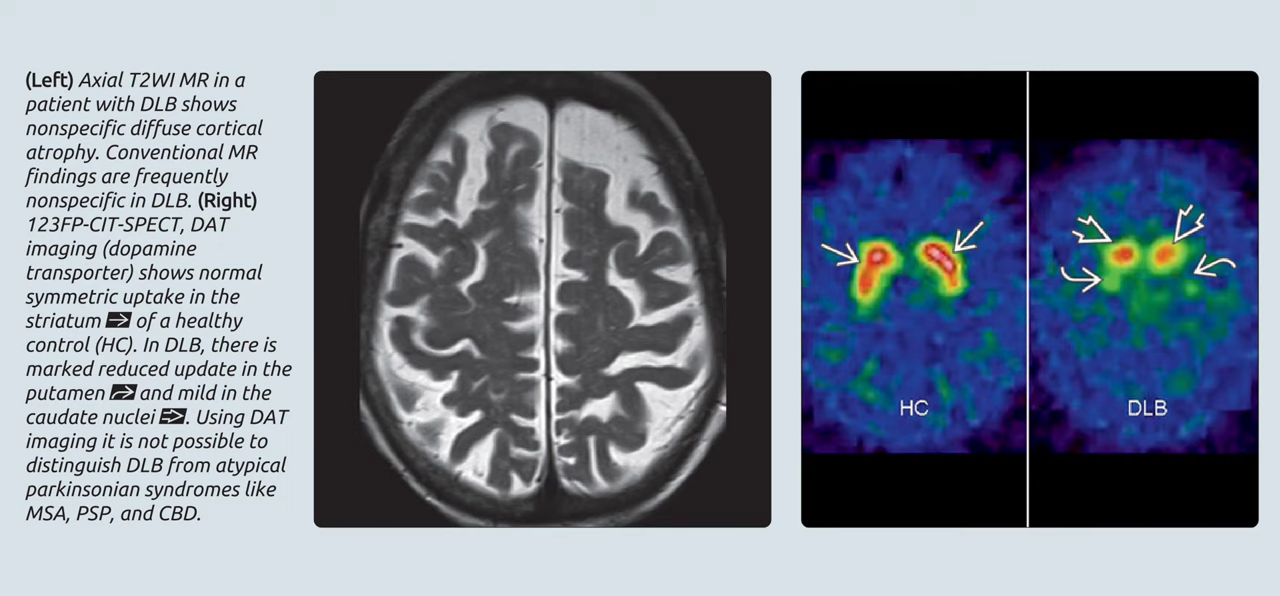 (Left) Axial T2WI MR in a
patient with DLB shows
nonspecific diffuse cortical
atrophy. Conventional MR
findings are frequently
nonspecific in DLB. (Right)
123FP-CIT-SPECT, DAT
imaging (dopamine
transporter) shows normal
symmetric uptake in the
striatum of a healthy
control (HC). In DLB, there is
marked reduced update in the
putamen and mild in the
caudate nuclei. Using DAT
imaging it is not possible to
distinguish DLB from atypical
parkinsonian syndromes like
MSA, PSP, and CBD.
HC
DLB